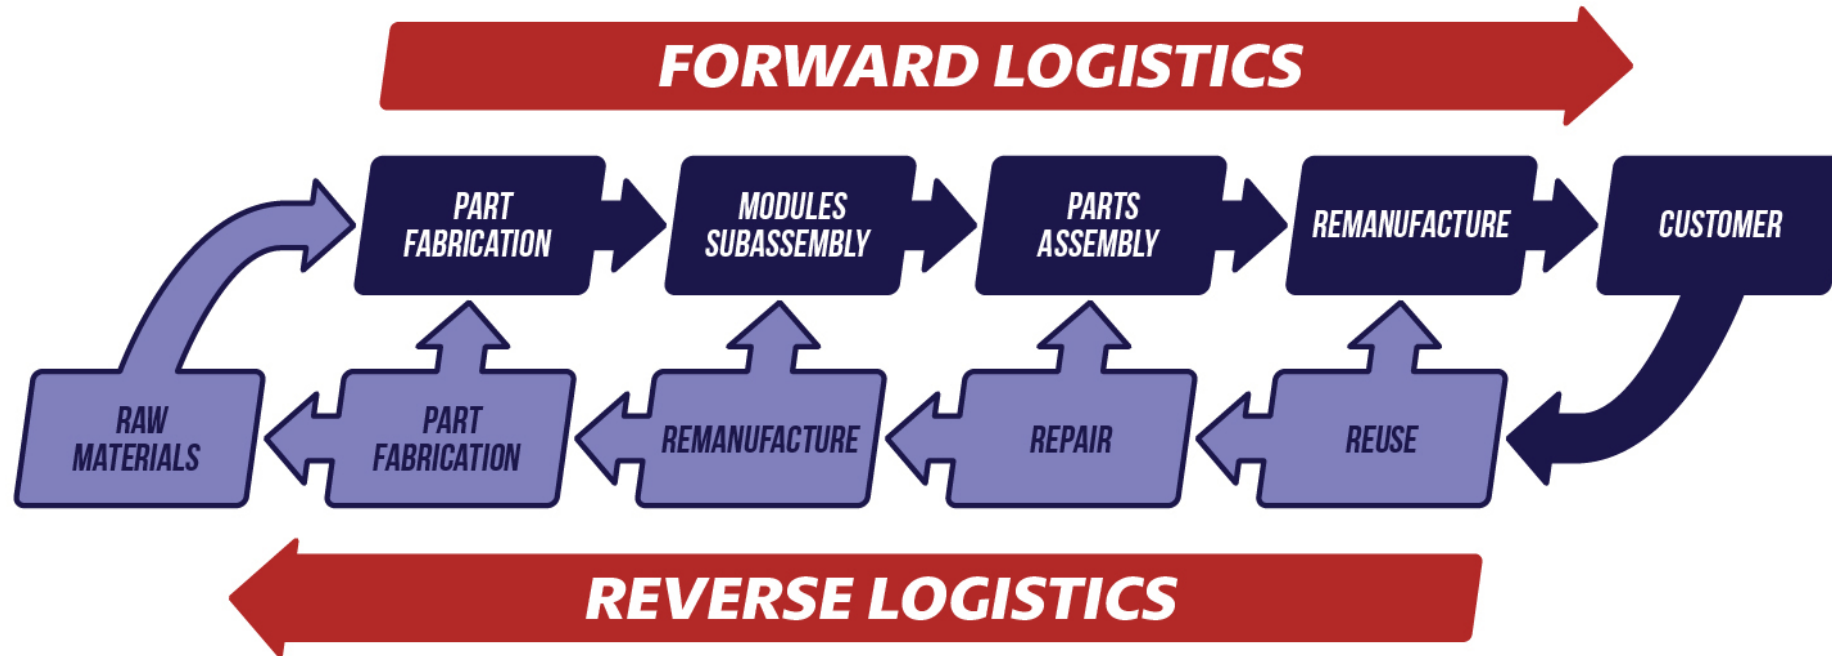 FORWARD LOGISTICS
PART
FABRICATION
MODULES
SUBASSEMBLY
PARTS
ASSEMBLY
REMANUFACTURE
CUSTOMER
RAW
MATERIALS
PART
FABRICATION
REMANUFACTURE
REPAIR
REUSE
REVERSE LOGISTICS